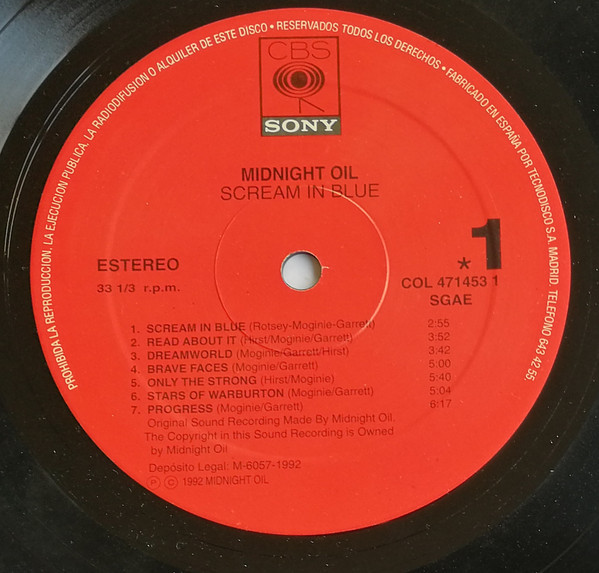 PROHIBIDA LA REPRODUCCION. LA EJECUCION PUBLICA. LA RADIODIFUSION O ALQUILER DE ESTE DISCO • RESERVADOS TODOS LOS DERECHOS • FABRICADO EN ESPAÑA POR TECNODISCO S.A. MADRID. TELEFONO 643 42 55
CBS
SONY
MIDNIGHT OIL
SCREAM IN BLUE
ESTEREO
33 1/3 r.p.m.
* 1
COL 471453 1
SGAE
1. SCREAM IN BLUE (Rotsey-Moginie-Garrett) 2:55
2. READ ABOUT IT (Hirst/Moginie/Garrett) 3:52
3. DREAMWORLD (Moginie/Garrett/Hirst) 3:42
4. BRAVE FACES (Moginie/Garrett) 5:00
5. ONLY THE STRONG (Hirst/Moginie) 5:40
6. STARS OF WARBURTON (Moginie/Garrett) 5:04
7. PROGRESS (Moginie/Garrett) 6:17
Original Sound Recording Made By Midnight Oil.
The Copyright in this Sound Recording is Owned
by Midnight Oil
Depósito Legal: M-6057-1992
Ⓟ © 1992 MIDNIGHT OIL